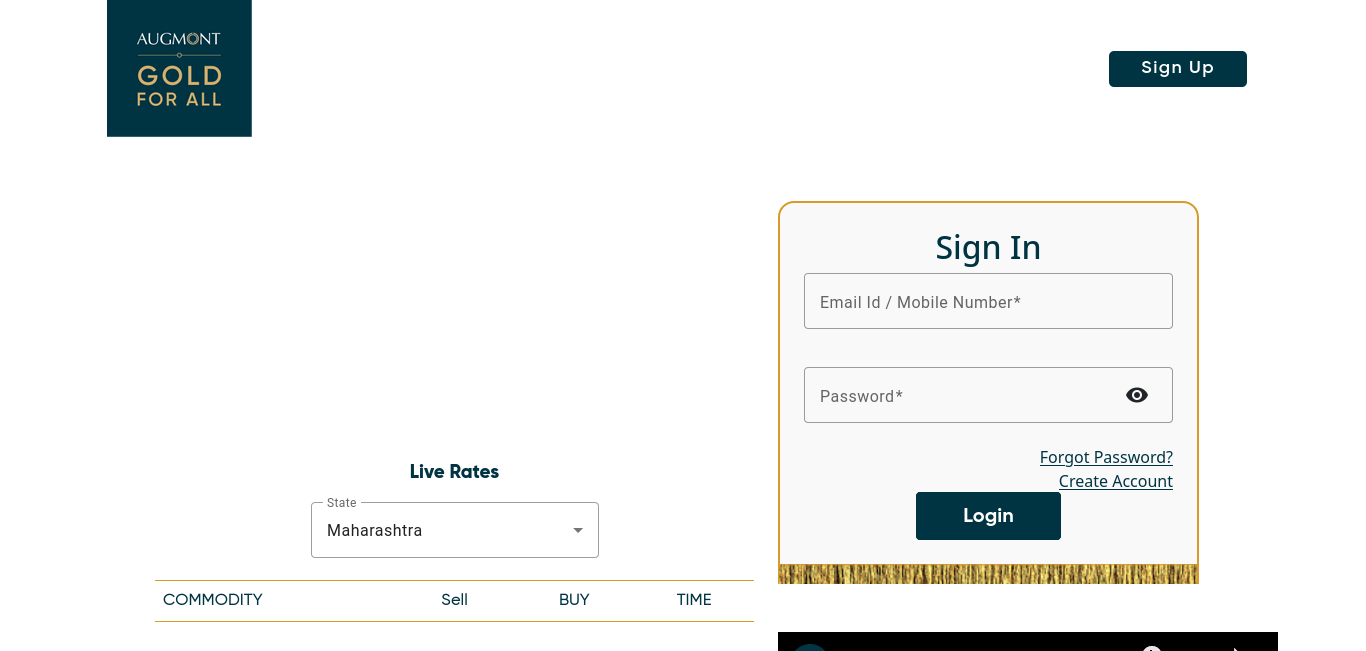 AUGMONT
GOLD
FOR ALL
Sign Up
Sign In
Email Id / Mobile Number*
Password*
Forgot Password?
Create Account
Login
Live Rates
State
Maharashtra
COMMODITY Sell BUY TIME